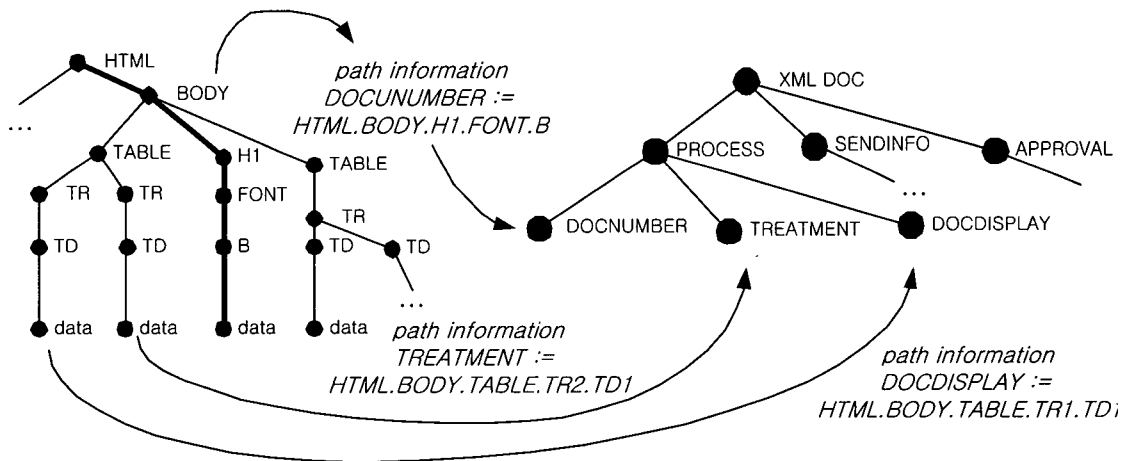 HTML
BODY
...
TABLE
H1
TABLE
TR
TR
FONT
TR
TD
TD
B
TD
TD
...
data
data
data
data
path information
DOCUNUMBER :=
HTML.BODY.H1.FONT.B
path information
TREATMENT :=
HTML.BODY.TABLE.TR2.TD1
XML DOC
PROCESS
SENDINFO
APPROVAL
...
DOCNUMBER
TREATMENT
DOCDISPLAY
path information
DOCDISPLAY :=
HTML.BODY.TABLE.TR1.TD1